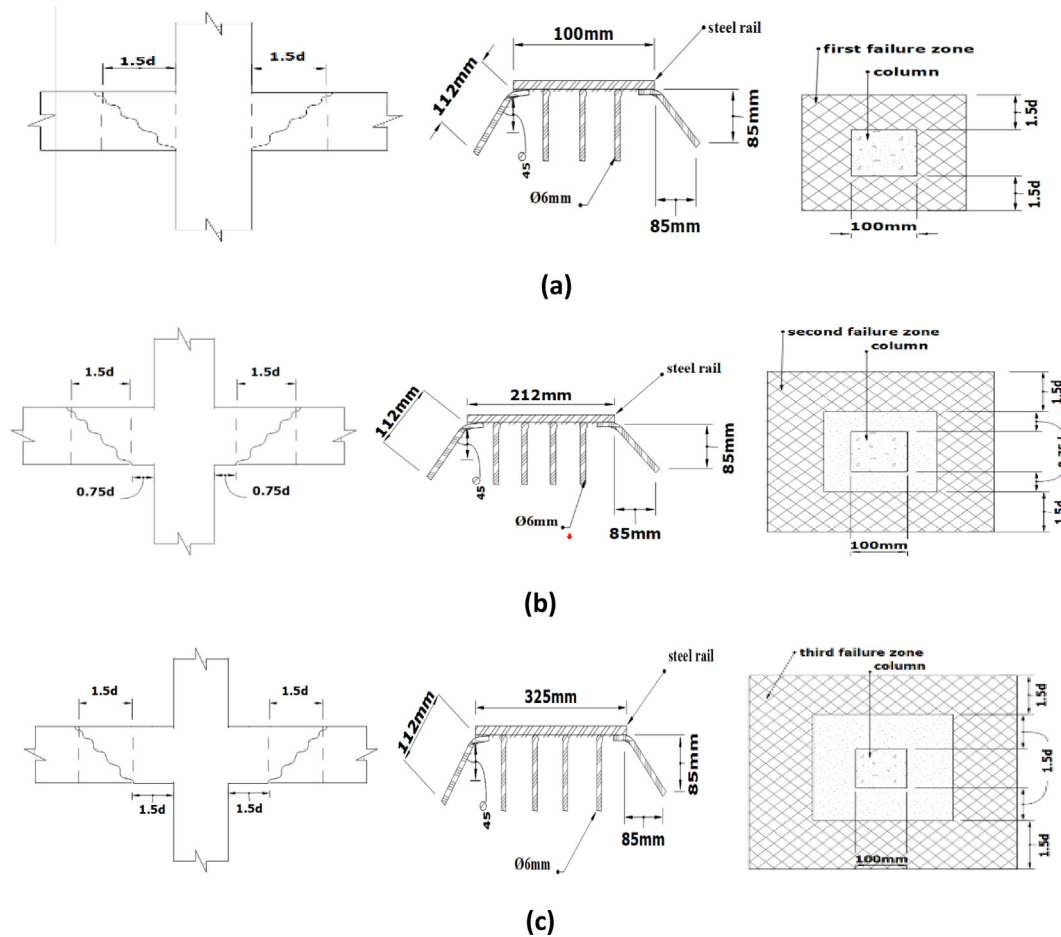 1.5d
1.5d
112mm
100mm
steel rail
85mm
45
Ø6mm
85mm
first failure zone
column
1.5d
1.5d
100mm
(a)
1.5d
1.5d
0.75d
0.75d
112mm
212mm
steel rail
85mm
45
Ø6mm
85mm
second failure zone
column
1.5d
0.75d
1.5d
100mm
(b)
1.5d
1.5d
1.5d
1.5d
112mm
325mm
steel rail
85mm
45
Ø6mm
85mm
third failure zone
column
1.5d
1.5d
1.5d
100mm
(c)